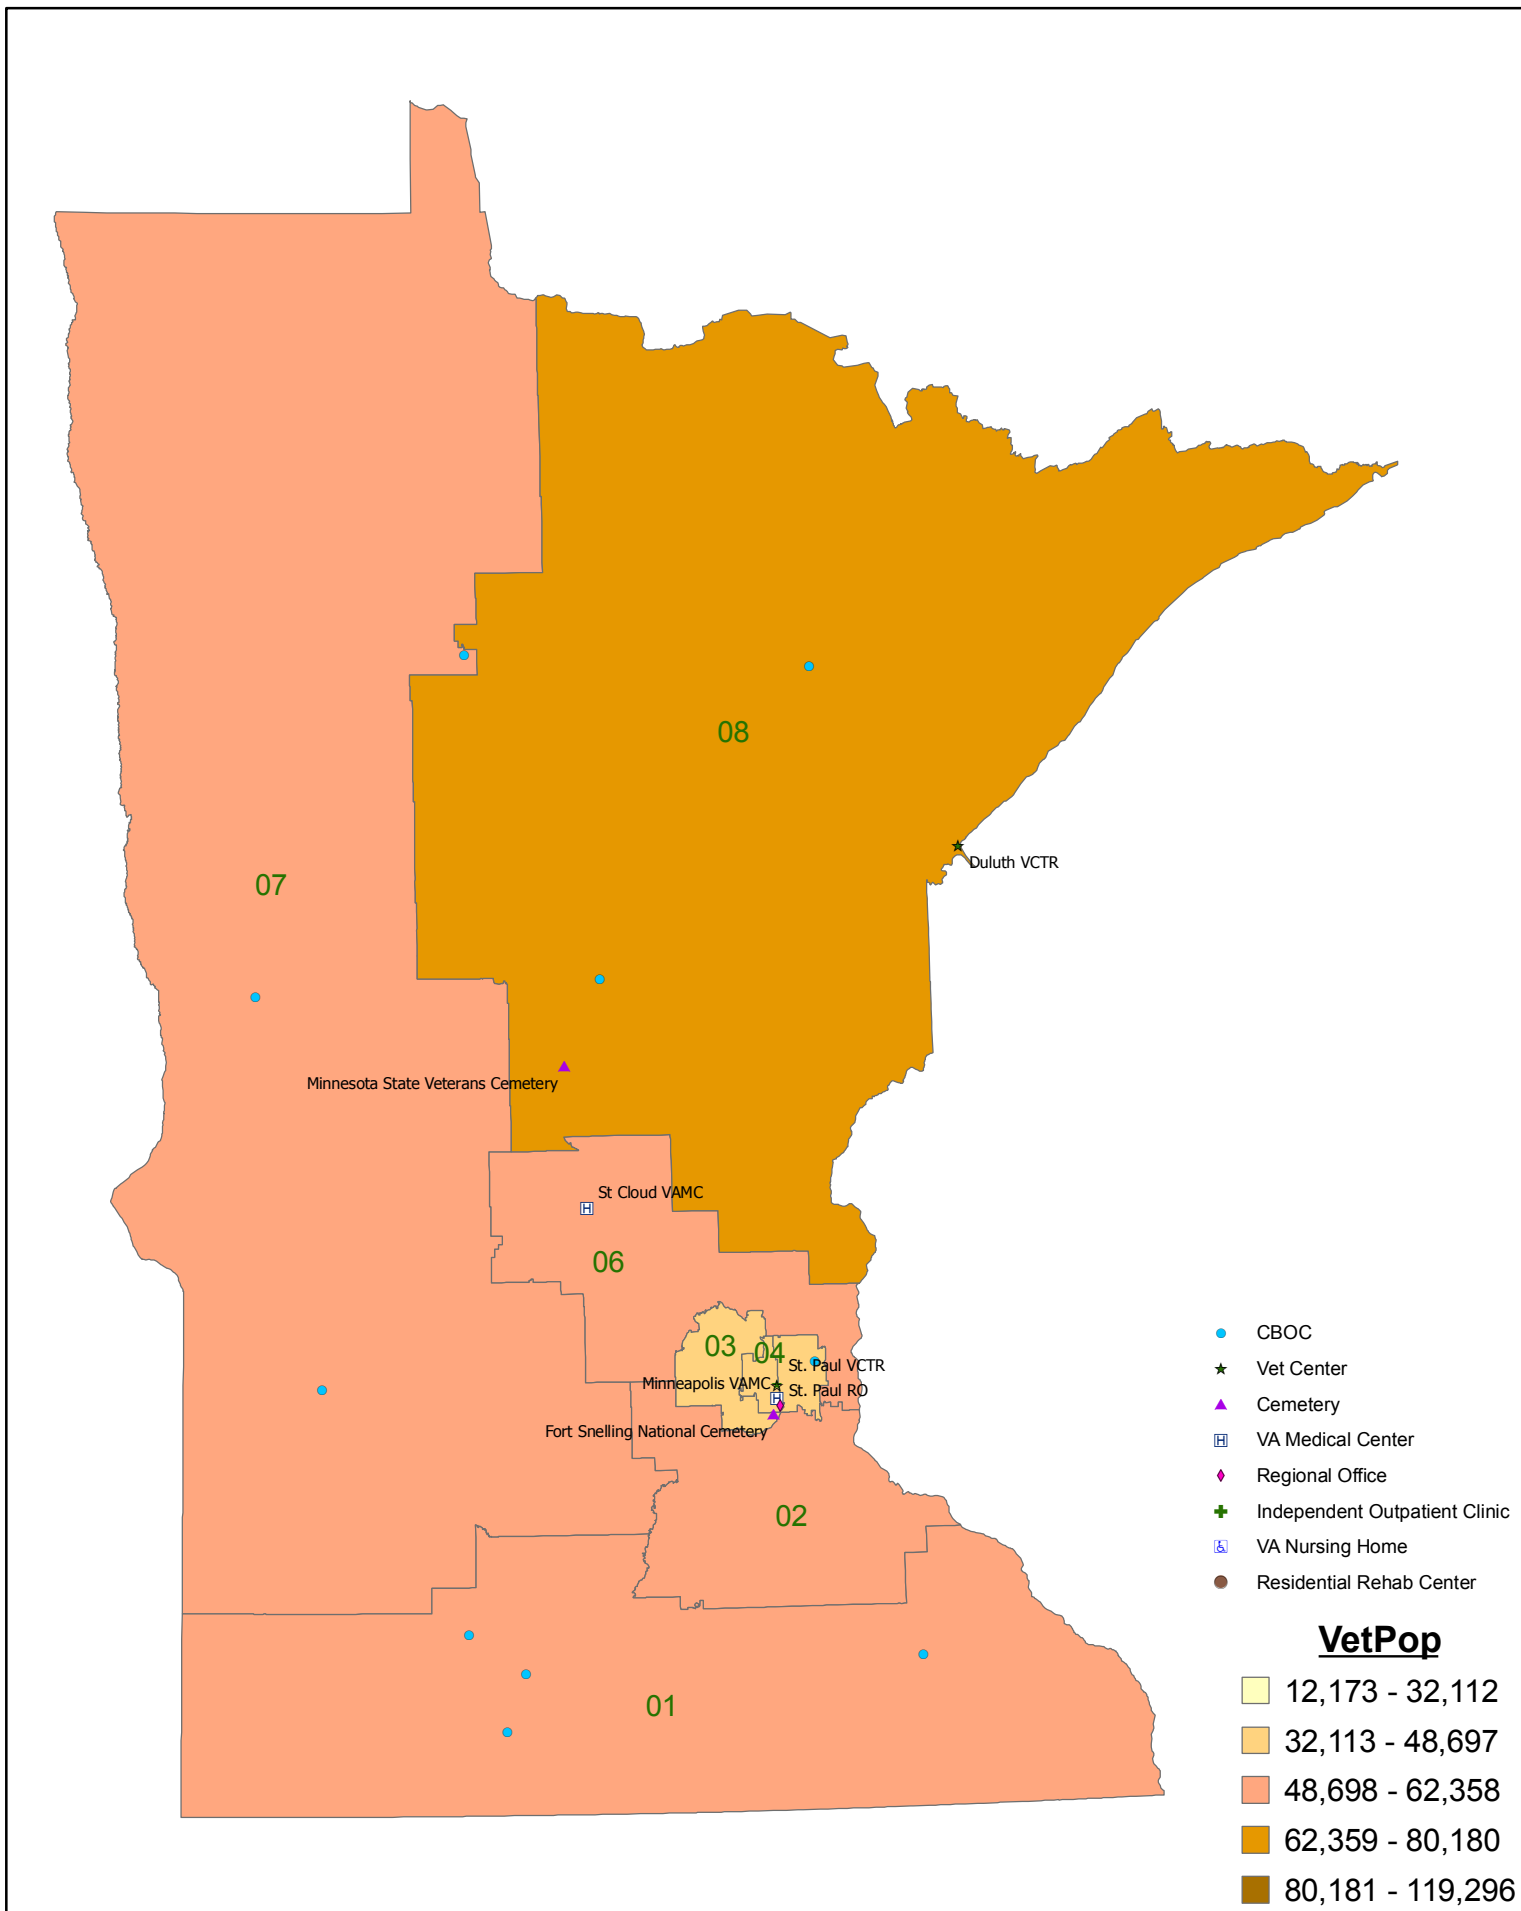 08
Duluth VCTR
07
Minnesota State Veterans Cemetery
St Cloud VAMC
06
03
04
St. Paul VCTR
Minneapolis VAMC
St. Paul RO
Fort Snelling National Cemetery
02
01
CBOC
Vet Center
Cemetery
H VA Medical Center
Regional Office
Independent Outpatient Clinic
VA Nursing Home
Residential Rehab Center
VetPop
12,173 - 32,112
32,113 - 48,697
48,698 - 62,358
62,359 - 80,180
80,181 - 119,296